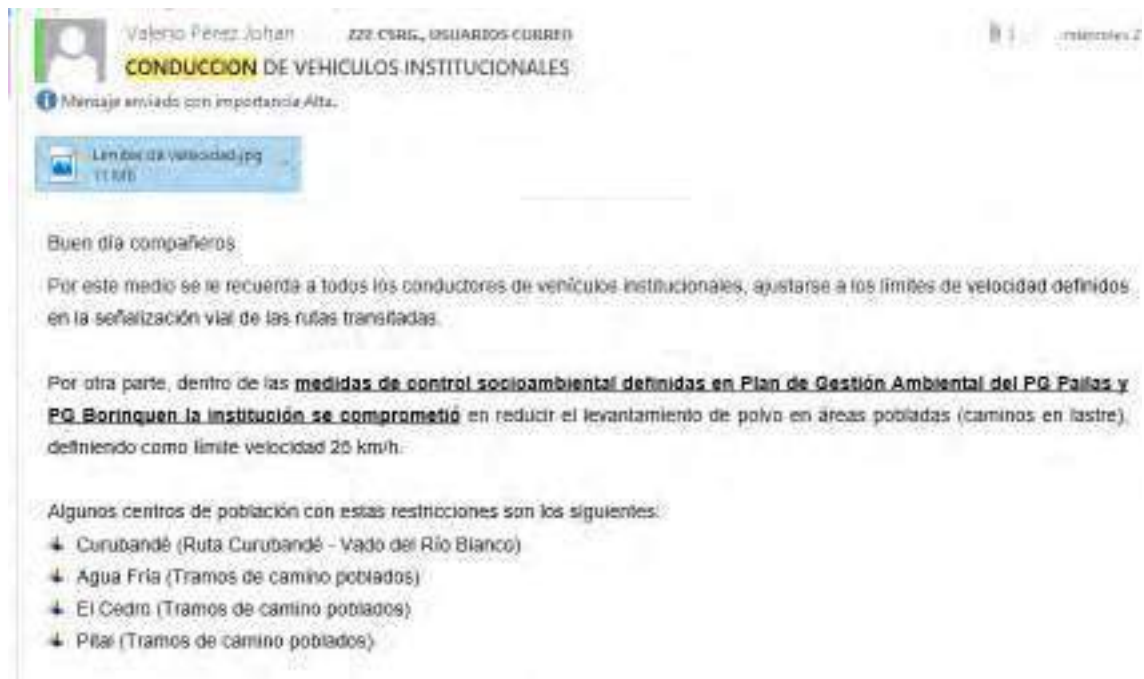 Valerio Pérez Johan ZZZ CSRG., USUARIOS CORREO
CONDUCCION DE VEHICULOS INSTITUCIONALES
Mensaje enviado con importancia Alta.
velocidad.jpg
11 MB
Buen día compañeros
Por este medio se le recuerda a todos los conductores de vehículos institucionales, ajustarse a los límites de velocidad definidos
en la señalización vial de las rutas transitadas.
Por otra parte, dentro de las medidas de control socioambiental definidas en Plan de Gestión Ambiental del PG Pailas y
PG Borinquen la institución se comprometió en reducir el levantamiento de polvo en áreas pobladas (caminos en lastre),
definiendo como límite velocidad 25 km/h.
Algunos centros de población con estas restricciones son los siguientes:
Curubandé (Ruta Curubandé - Vado del Río Blanco)
Agua Fría (Tramos de camino poblados)
El Cedro (Tramos de camino poblados)
Pital (Tramos de camino poblados)